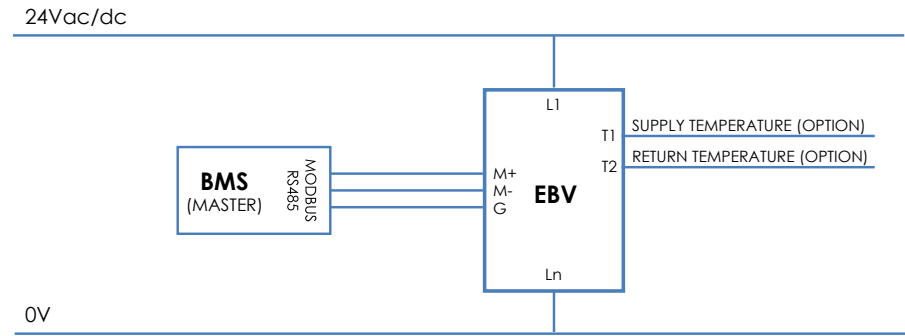 24Vac/dc
L1
T1
SUPPLY TEMPERATURE (OPTION)
T2
RETURN TEMPERATURE (OPTION)
BMS
(MASTER)
MODBUS
RS485
M+
M-
G
EBV
Ln
0V